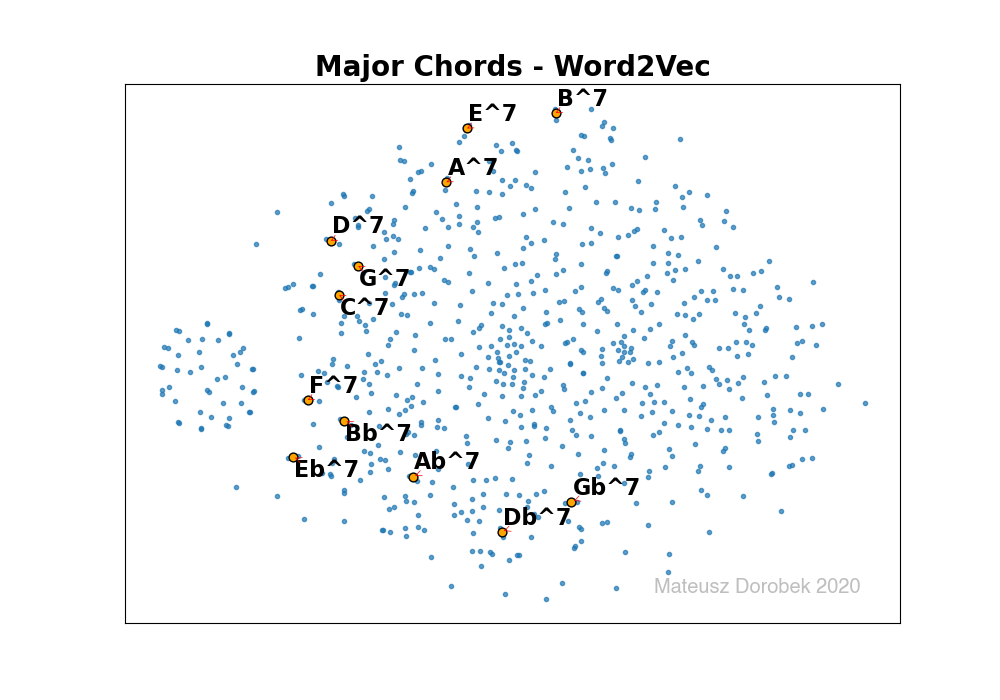 Major Chords - Word2Vec
B^7
E^7
A^7
D^7
G^7
C^7
F^7
Bb^7
Ab^7
Eb^7
Gb^7
Db^7
Mateusz Dorobek 2020